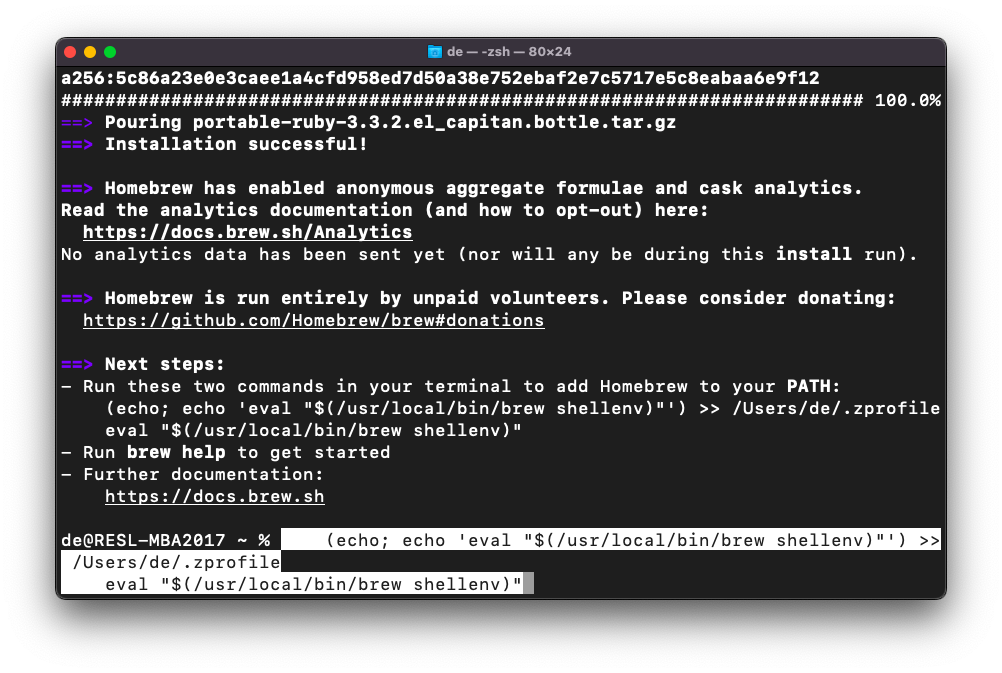 de — -zsh — 80×24
a256:5c86a23e0e3caee1a4cfd958ed7d50a38e752ebaf2e7c5717e5c8eabaa6e9f12
######################################################################### 100.0%
==> Pouring portable-ruby-3.3.2.el_capitan.bottle.tar.gz
==> Installation successful!

==> Homebrew has enabled anonymous aggregate formulae and cask analytics.
Read the analytics documentation (and how to opt-out) here:
  https://docs.brew.sh/Analytics
No analytics data has been sent yet (nor will any be during this install run).

==> Homebrew is run entirely by unpaid volunteers. Please consider donating:
  https://github.com/Homebrew/brew#donations

==> Next steps:
– Run these two commands in your terminal to add Homebrew to your PATH:
    (echo; echo 'eval "$(/usr/local/bin/brew shellenv)"') >> /Users/de/.zprofile
    eval "$(/usr/local/bin/brew shellenv)"
– Run brew help to get started
– Further documentation:
    https://docs.brew.sh

de@RESL-MBA2017 ~ %     (echo; echo 'eval "$(/usr/local/bin/brew shellenv)"') >>
 /Users/de/.zprofile
    eval "$(/usr/local/bin/brew shellenv)"